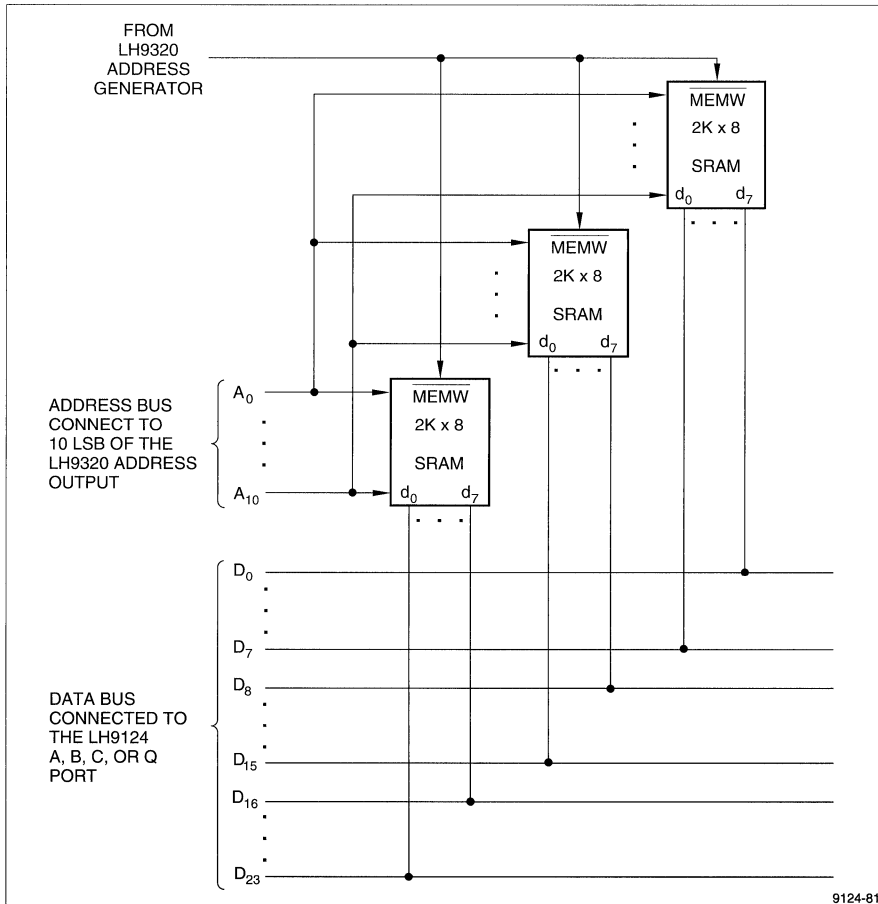 FROM
LH9320
ADDRESS
GENERATOR
MEMW
2K x 8
SRAM
d0 d7
MEMW
2K x 8
SRAM
d0 d7
MEMW
2K x 8
SRAM
d0 d7
ADDRESS BUS
CONNECT TO
10 LSB OF THE
LH9320 ADDRESS
OUTPUT
A0
A10
DATA BUS
CONNECTED TO
THE LH9124
A, B, C, OR Q
PORT
D0
D7
D8
D15
D16
D23
9124-81